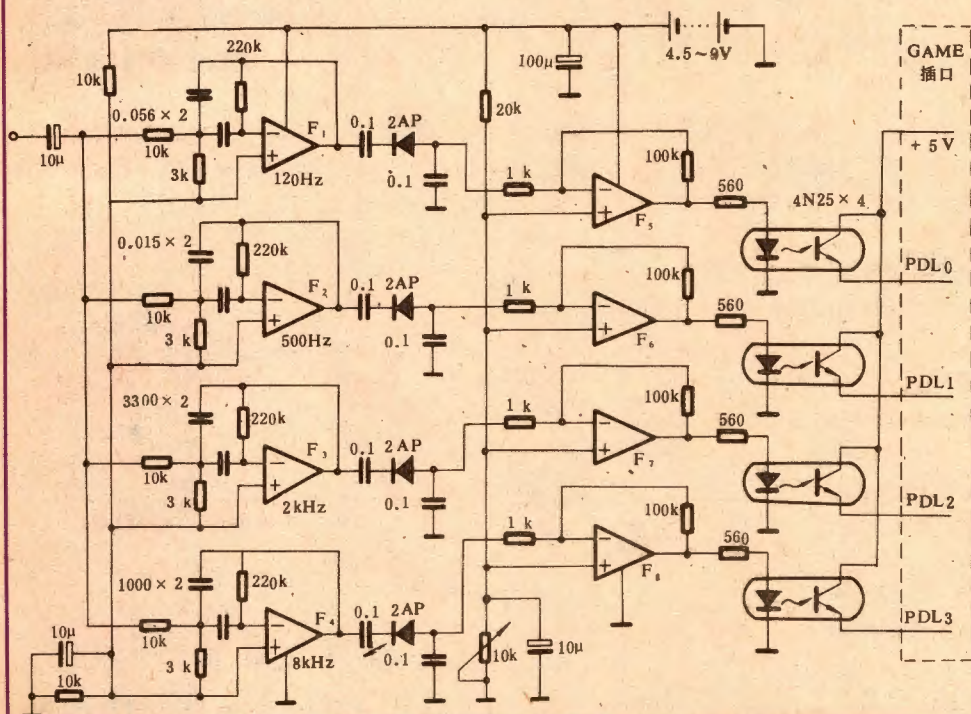 220k
100μ
4.5~9V
GAME
插口
10k
0.056 × 2
20k
10μ
10k
3k
F₁
120Hz
0.1 2AP
0.1
1 k
100k
F₅
560
4N25 × 4
+ 5V
PDL0
0.015 × 2
220k
10k
3 k
F₂
500Hz
0.1 2AP
0.1
1 k
100k
F₆
560
PDL1
3300 × 2
220k
10k
3 k
F₃
2kHz
0.1 2AP
0.1
1 k
100k
F₇
560
PDL2
1000 × 2
220k
10k
3 k
F₄
8kHz
0.1 2AP
0.1
1 k
100k
F₈
560
PDL3
10μ
10k
10k
10μ